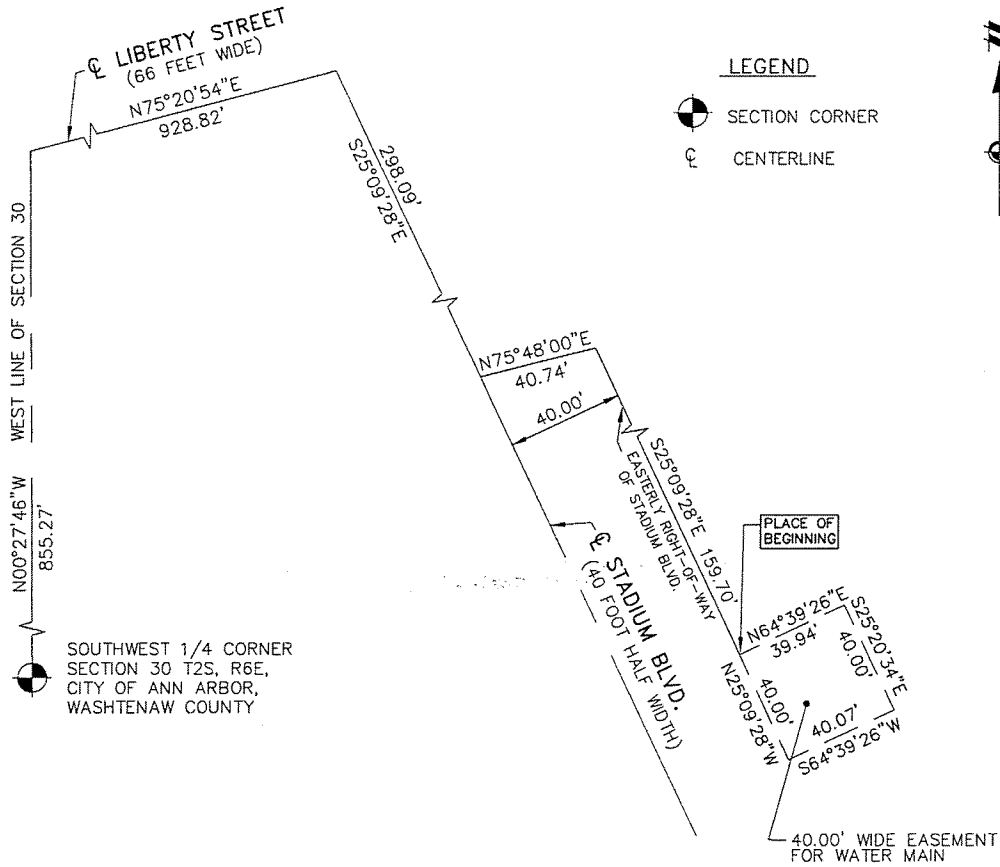 ℄ LIBERTY STREET
(66 FEET WIDE)
N75°20'54"E
928.82'
LEGEND
SECTION CORNER
℄ CENTERLINE
298.09'
S25°09'28"E
WEST LINE OF SECTION 30
N00°27'46"W
855.27'
N75°48'00"E
40.74'
40.00'
S25°09'28"E 159.70'
EASTERLY RIGHT-OF-WAY
OF STADIUM BLVD.
℄ STADIUM BLVD.
(40 FOOT HALF WIDTH)
PLACE OF
BEGINNING
N64°39'26"E
39.94'
S25°20'34"E
40.00'
40.00'
N25°09'28"W
40.07'
S64°39'26"W
SOUTHWEST 1/4 CORNER
SECTION 30 T2S, R6E,
CITY OF ANN ARBOR,
WASHTENAW COUNTY
40.00' WIDE EASEMENT
FOR WATER MAIN